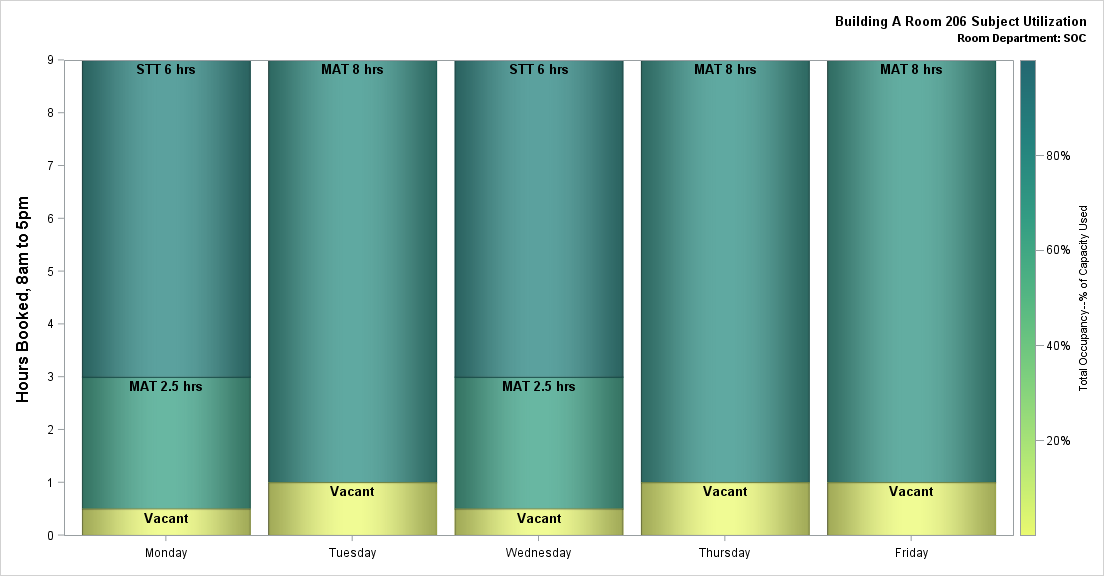 Building A Room 206 Subject Utilization
Room Department: SOC
Hours Booked, 8am to 5pm
9
8
7
6
5
4
3
2
1
0
STT 6 hrs
MAT 2.5 hrs
Vacant
MAT 8 hrs
Vacant
STT 6 hrs
MAT 2.5 hrs
Vacant
MAT 8 hrs
Vacant
MAT 8 hrs
Vacant
Monday
Tuesday
Wednesday
Thursday
Friday
80%
60%
40%
20%
Total Occupancy--% of Capacity Used